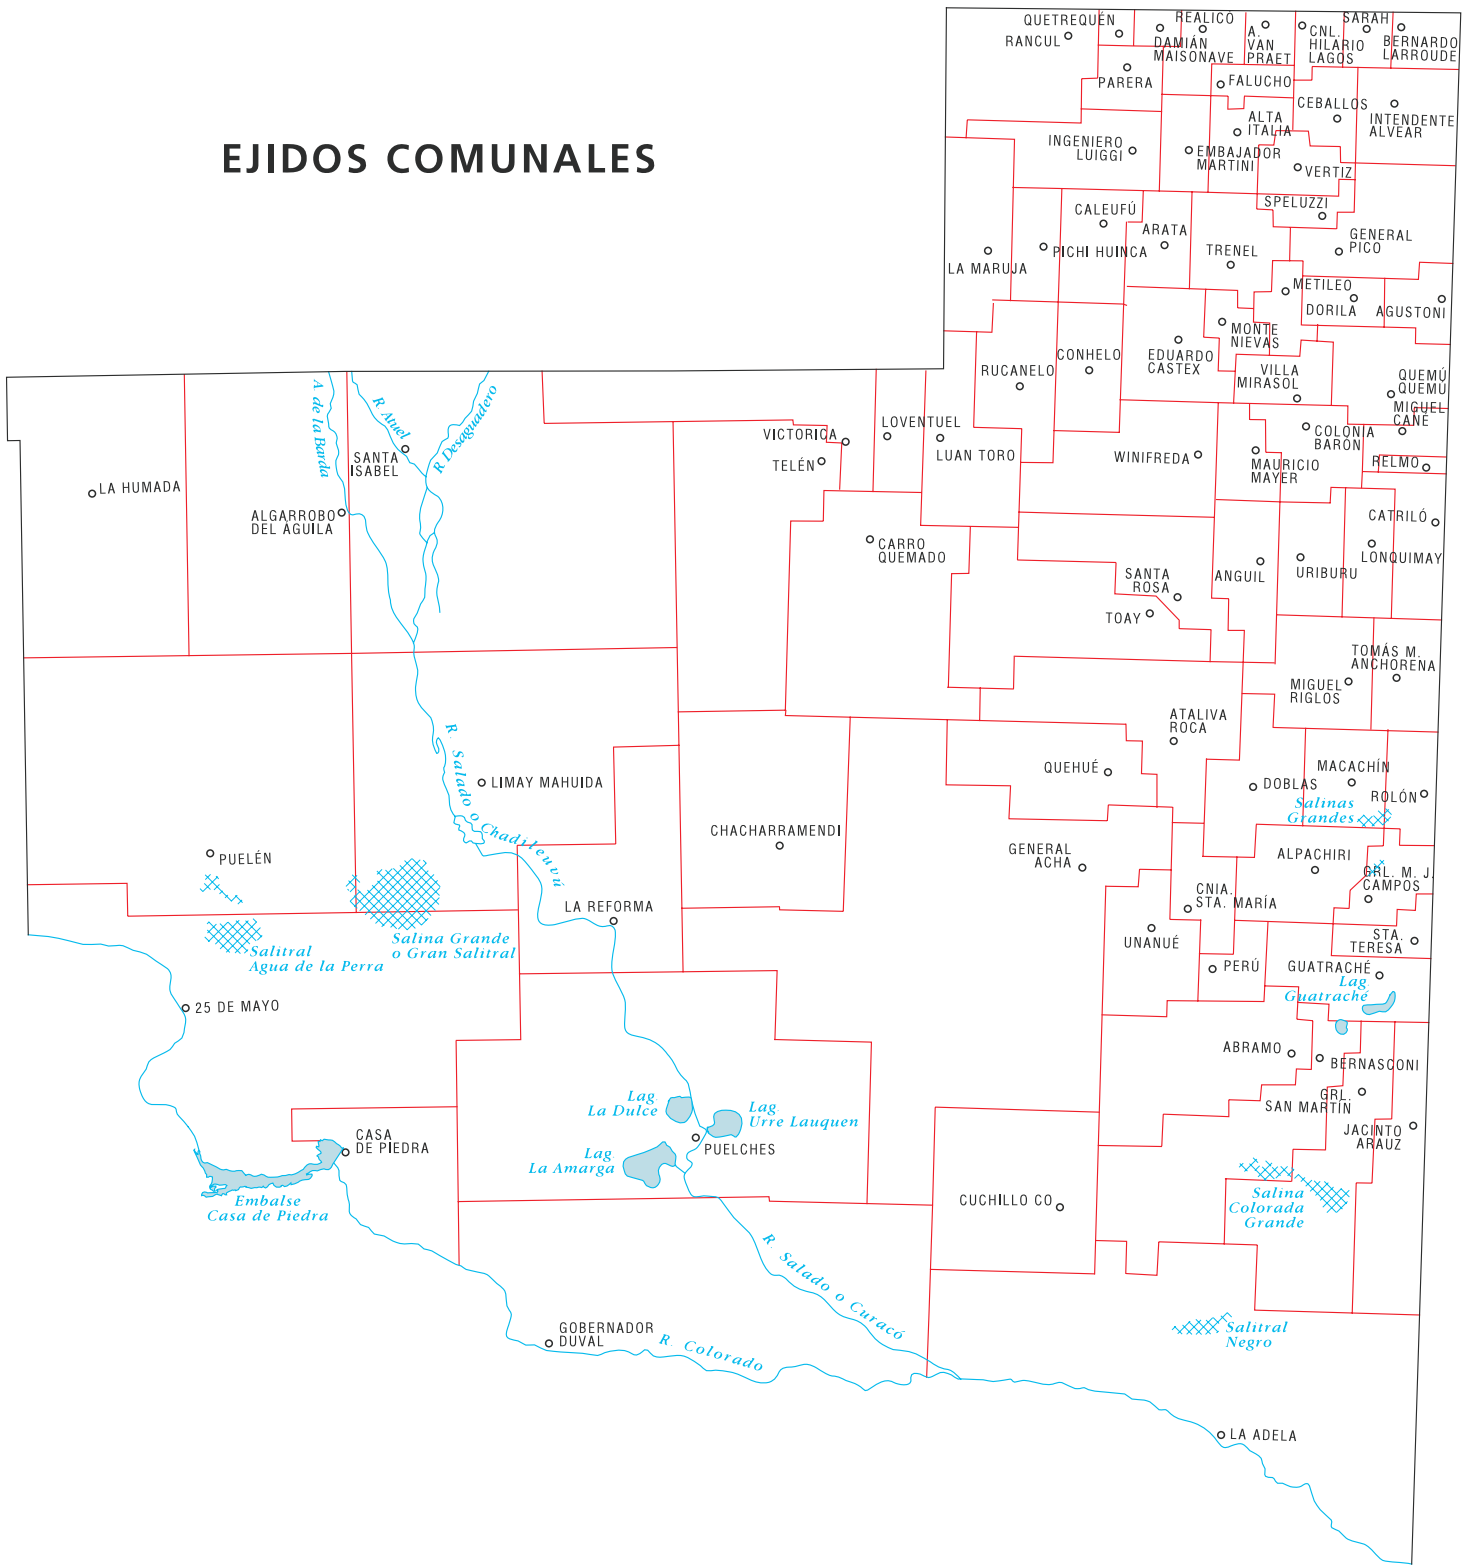 EJIDOS COMUNALES
QUETREQUÉN
RANCUL
REALICÓ
DAMIÁN
MAISONAVE
A.
VAN
PRAET
CNL.
HILARIO
LAGOS
SARAH
BERNARDO
LARROUDE
PARERA
FALUCHO
CEBALLOS
INTENDENTE
ALVEAR
ALTA
ITALIA
INGENIERO
LUIGGI
EMBAJADOR
MARTINI
VERTIZ
SPELUZZI
CALEUFÚ
ARATA
GENERAL
PICO
LA MARUJA
PICHI HUINCA
TRENEL
METILEO
DORILA
AGUSTONI
MONTE
NIEVAS
EDUARDO
CASTEX
CONHELO
RUCANELO
VILLA
MIRASOL
QUEMÚ
QUEMÚ
MIGUEL
CANÉ
A de la Barda
R. Atuel
R Desaguadero
SANTA
ISABEL
VICTORICA
LOVENTUEL
TELÉN
LUAN TORO
WINIFREDA
COLONIA
BARÓN
MAURICIO
MAYER
RELMO
LA HUMADA
ALGARROBO
DEL ÁGUILA
CARRO
QUEMADO
CATRILÓ
LONQUIMAY
ANGUIL
URIBURU
SANTA
ROSA
TOAY
TOMÁS M.
ANCHORENA
MIGUEL
RIGLOS
ATALIVA
ROCA
R. Salado o Chadileuvú
LIMAY MAHUIDA
QUEHUÉ
DOBLAS
MACACHÍN
ROLÓN
Salinas
Grandes
CHACHARRAMENDI
PUELÉN
GENERAL
ACHA
ALPACHIRI
GRL. M. J.
CAMPOS
CNIA.
STA. MARÍA
LA REFORMA
UNANUÉ
STA.
TERESA
Salina Grande
o Gran Salitral
Salitral
Agua de la Perra
PERÚ
GUATRACHÉ
Lag.
Guatraché
25 DE MAYO
ABRAMO
BERNASCONI
GRL.
SAN MARTÍN
JACINTO
ARAUZ
Lag
La Dulce
Lag
Urre Lauquen
CASA
DE PIEDRA
PUELCHES
Lag
La Amarga
Embalse
Casa de Piedra
CUCHILLO CO
Salina
Colorada
Grande
R. Salado o Curacó
GOBERNADOR
DUVAL
R. Colorado
Salitral
Negro
LA ADELA